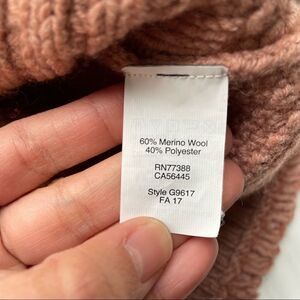 60% Merino Wool
40% Polyester
RN77388
CA56445
Style G9617
FA 17